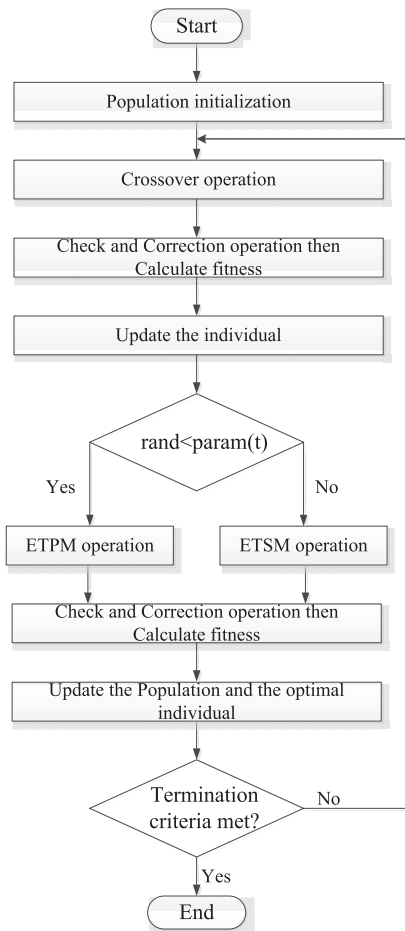 Start
Population initialization
Crossover operation
Check and Correction operation then
Calculate fitness
Update the individual
rand<param(t)
Yes
No
ETPM operation
ETSM operation
Check and Correction operation then
Calculate fitness
Update the Population and the optimal
individual
Termination
criteria met?
No
Yes
End